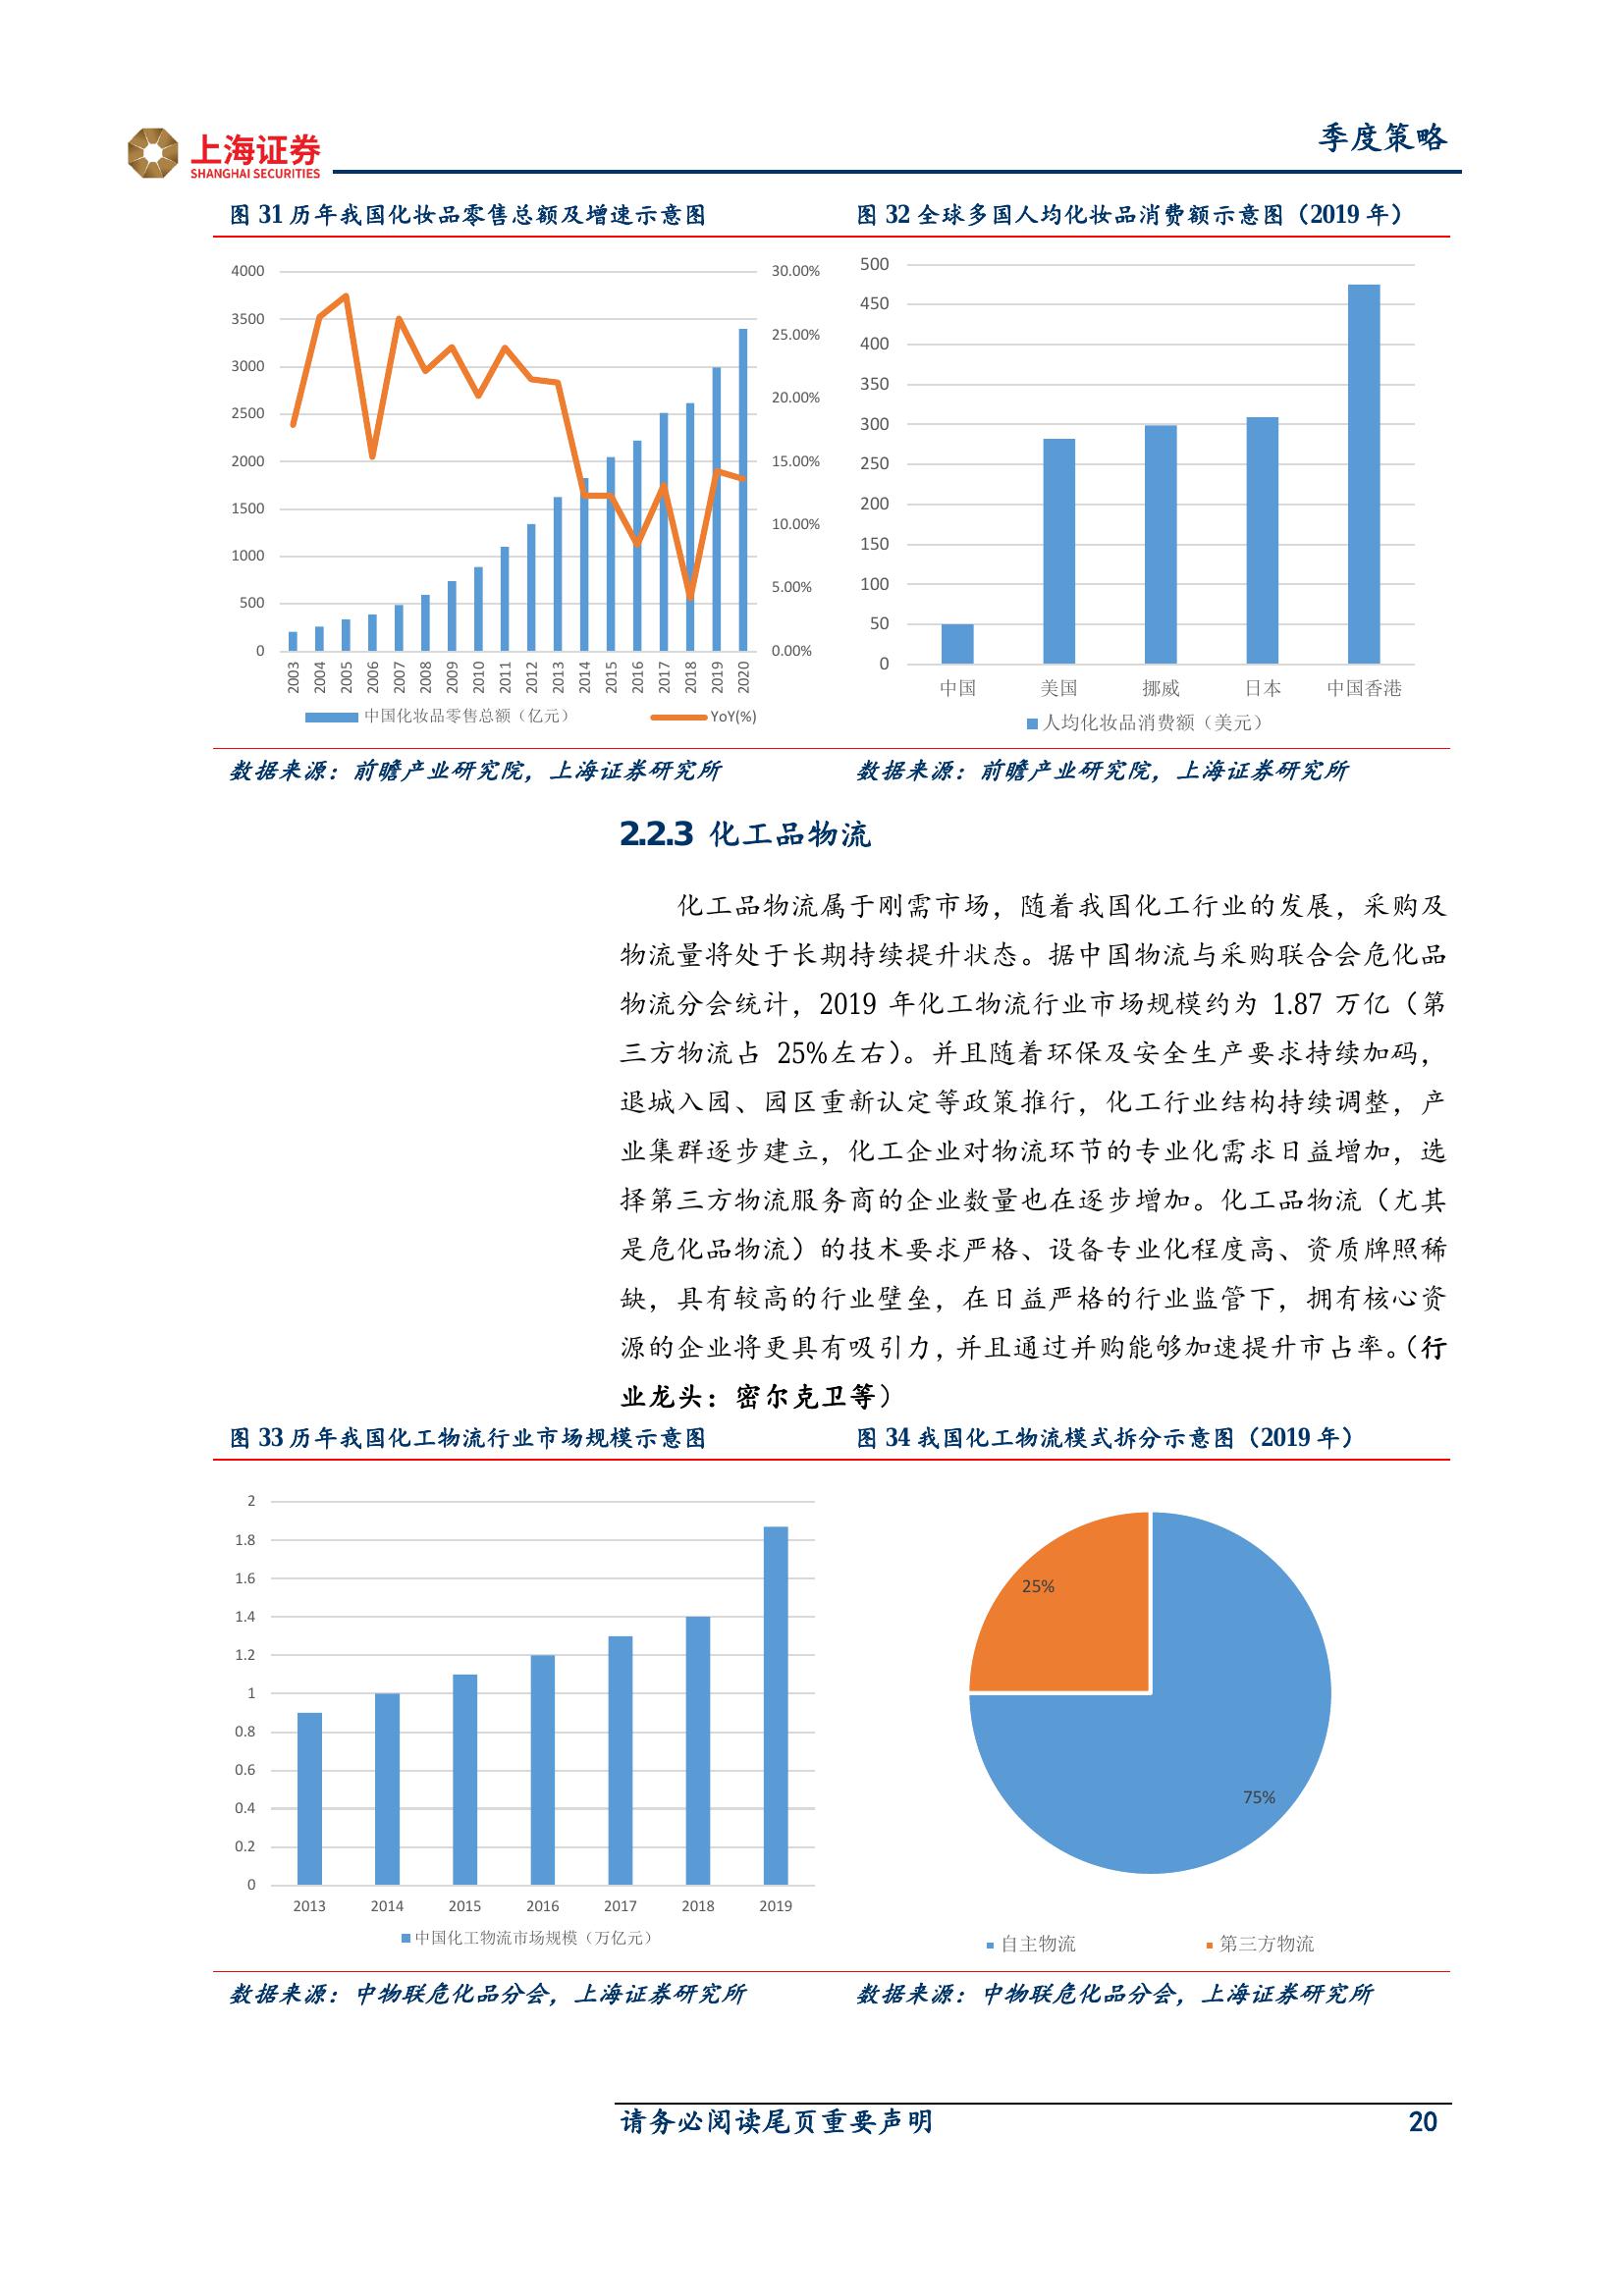 上海证券
SHANGHAI SECURITIES
季度策略
图 31 历年我国化妆品零售总额及增速示意图
4000
3500
3000
2500
2000
1500
1000
500
0
30.00%
25.00%
20.00%
15.00%
10.00%
5.00%
0.00%
2003 2004 2005 2006 2007 2008 2009 2010 2011 2012 2013 2014 2015 2016 2017 2018 2019 2020
中国化妆品零售总额（亿元） YoY(%)
数据来源：前瞻产业研究院，上海证券研究所
图 32 全球多国人均化妆品消费额示意图（2019 年）
500
450
400
350
300
250
200
150
100
50
0
中国 美国 挪威 日本 中国香港
人均化妆品消费额（美元）
数据来源：前瞻产业研究院，上海证券研究所
2.2.3 化工品物流
化工品物流属于刚需市场，随着我国化工行业的发展，采购及
物流量将处于长期持续提升状态。据中国物流与采购联合会危化品
物流分会统计，2019 年化工物流行业市场规模约为 1.87 万亿（第
三方物流占 25%左右）。并且随着环保及安全生产要求持续加码，
退城入园、园区重新认定等政策推行，化工行业结构持续调整，产
业集群逐步建立，化工企业对物流环节的专业化需求日益增加，选
择第三方物流服务商的企业数量也在逐步增加。化工品物流（尤其
是危化品物流）的技术要求严格、设备专业化程度高、资质牌照稀
缺，具有较高的行业壁垒，在日益严格的行业监管下，拥有核心资
源的企业将更具有吸引力，并且通过并购能够加速提升市占率。（行
业龙头：密尔克卫等）
图 33 历年我国化工物流行业市场规模示意图
2
1.8
1.6
1.4
1.2
1
0.8
0.6
0.4
0.2
0
2013 2014 2015 2016 2017 2018 2019
中国化工物流市场规模（万亿元）
数据来源：中物联危化品分会，上海证券研究所
图 34 我国化工物流模式拆分示意图（2019 年）
25%
75%
自主物流 第三方物流
数据来源：中物联危化品分会，上海证券研究所
请务必阅读尾页重要声明
20